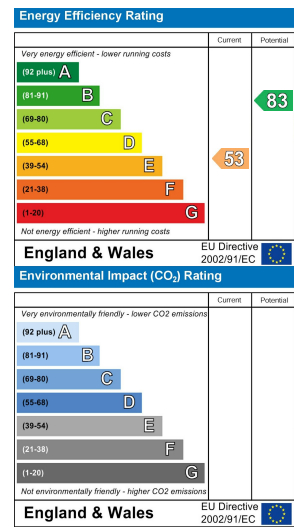 Energy Efficiency Rating
Current Potential
Very energy efficient - lower running costs
(92 plus) A
(81-91) B
83
(69-80) C
(55-68) D
(39-54) E
53
(21-38) F
(1-20) G
Not energy efficient - higher running costs
England & Wales
EU Directive
2002/91/EC
Environmental Impact (CO₂) Rating
Current Potential
Very environmentally friendly - lower CO2 emissions
(92 plus) A
(81-91) B
(69-80) C
(55-68) D
(39-54) E
(21-38) F
(1-20) G
Not environmentally friendly - higher CO2 emissions
England & Wales
EU Directive
2002/91/EC